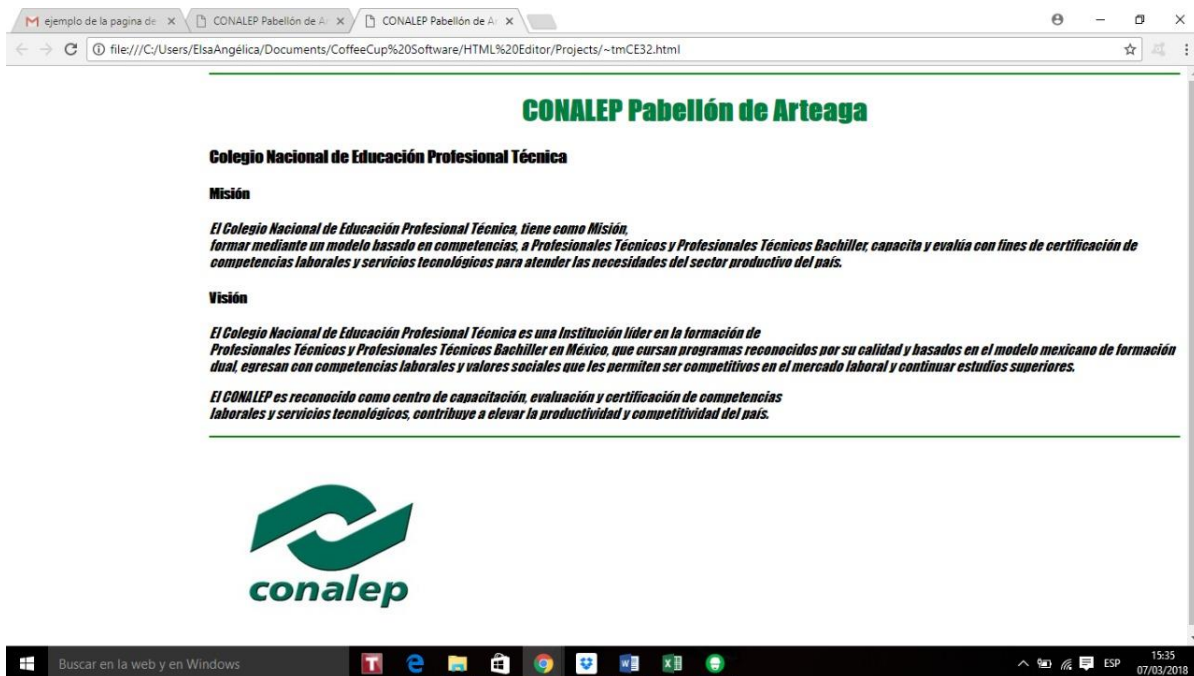 ejemplo de la pagina de
CONALEP Pabellón de A
CONALEP Pabellón de A
file:///C:/Users/ElsaAngélica/Documents/CoffeeCup%20Software/HTML%20Editor/Projects/~tmCE32.html
CONALEP Pabellón de Arteaga
Colegio Nacional de Educación Profesional Técnica
Misión
El Colegio Nacional de Educación Profesional Técnica, tiene como Misión,
formar mediante un modelo basado en competencias, a Profesionales Técnicos y Profesionales Técnicos Bachiller, capacita y evalúa con fines de certificación de
competencias laborales y servicios tecnológicos para atender las necesidades del sector productivo del país.
Visión
El Colegio Nacional de Educación Profesional Técnica es una Institución líder en la formación de
Profesionales Técnicos y Profesionales Técnicos Bachiller en México, que cursan programas reconocidos por su calidad y basados en el modelo mexicano de formación
dual, egresan con competencias laborales y valores sociales que les permiten ser competitivos en el mercado laboral y continuar estudios superiores.
El CONALEP es reconocido como centro de capacitación, evaluación y certificación de competencias
laborales y servicios tecnológicos, contribuye a elevar la productividad y competitividad del país.
conalep
Buscar en la web y en Windows
ESP
15:35
07/03/2018